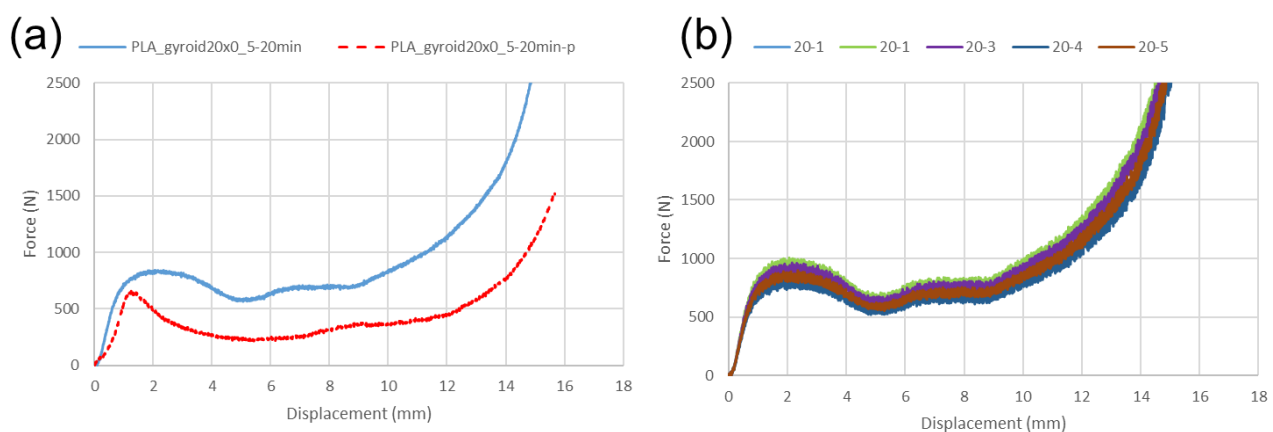 (a)
PLA_gyroid20x0_5-20min PLA_gyroid20x0_5-20min-p
2500
2000
1500
1000
500
0
Force (N)
0 2 4 6 8 10 12 14 16 18
Displacement (mm)
(b)
20-1 20-1 20-3 20-4 20-5
2500
2000
1500
1000
500
0
Force (N)
0 2 4 6 8 10 12 14 16 18
Displacement (mm)